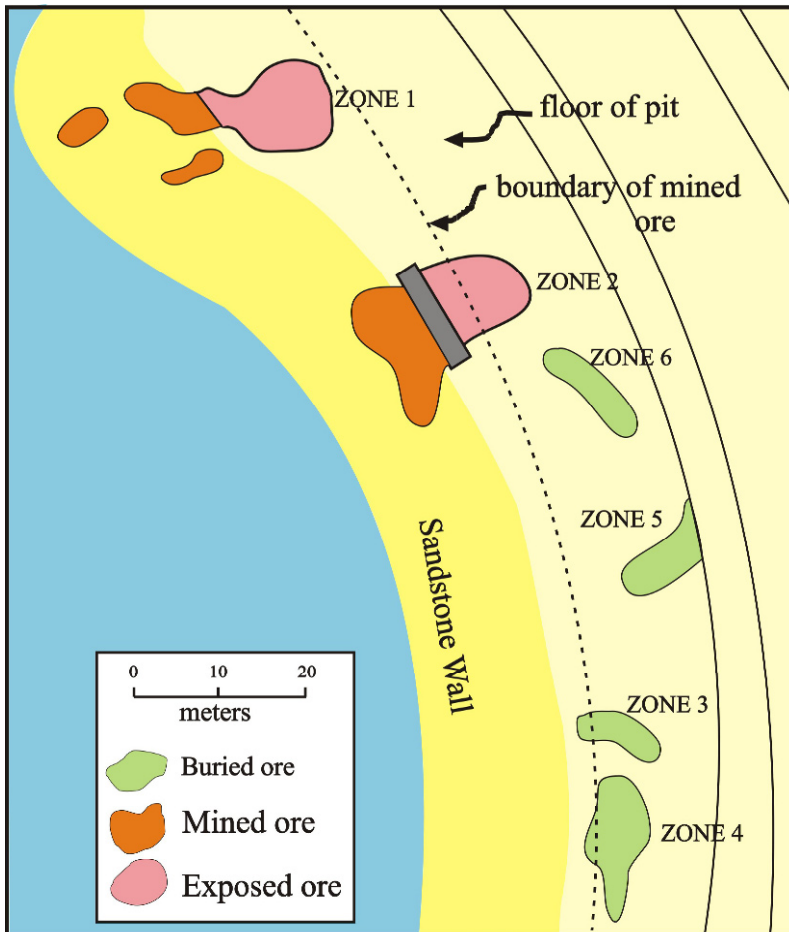 ZONE 1
floor of pit
boundary of mined
ore
ZONE 2
ZONE 6
ZONE 5
Sandstone Wall
ZONE 3
ZONE 4
0 10 20
meters
Buried ore
Mined ore
Exposed ore